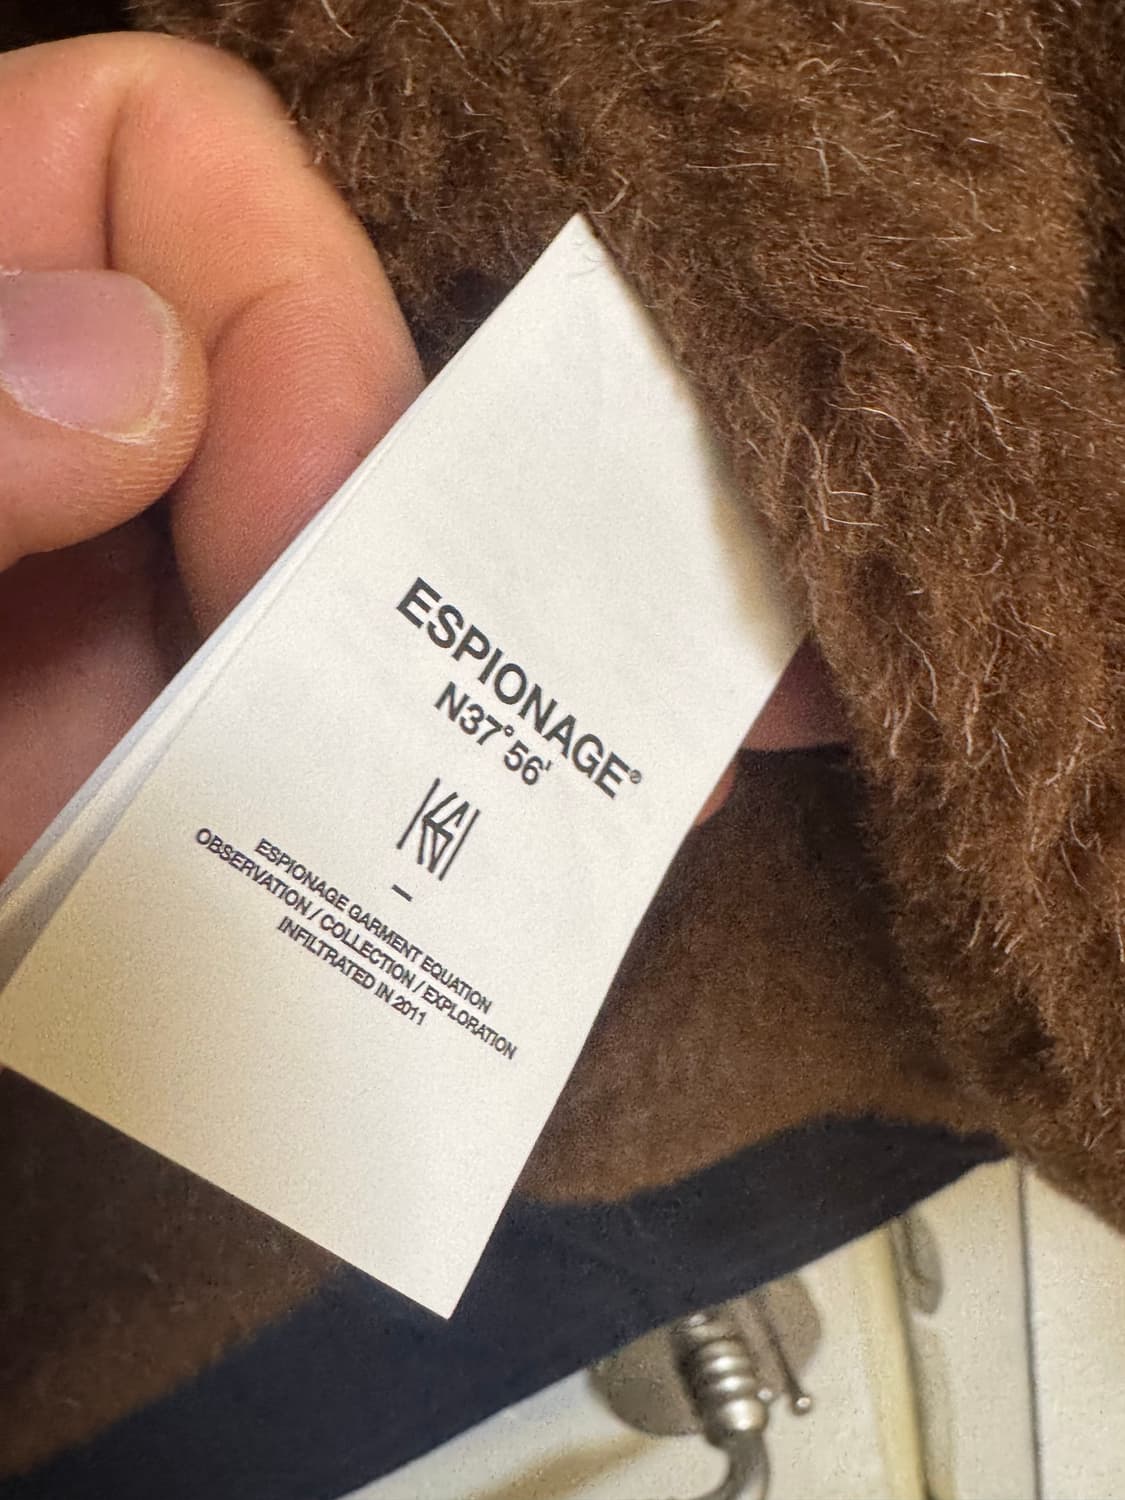 ESPIONAGE®
N37°56'
ESPIONAGE GARMENT EQUATION
OBSERVATION / COLLECTION / EXPLORATION
INFILTRATED IN 2011